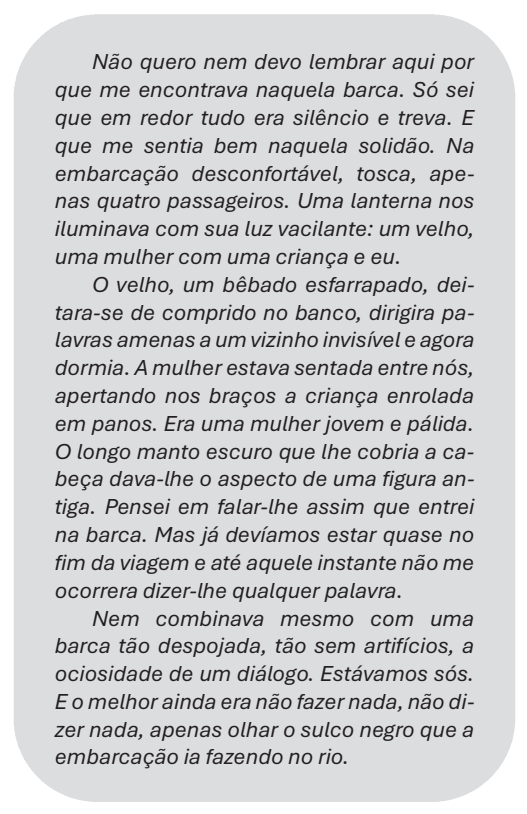 Não quero nem devo lembrar aqui por
que me encontrava naquela barca. Só sei
que em redor tudo era silêncio e treva. E
que me sentia bem naquela solidão. Na
embarcação desconfortável, tosca, ape-
nas quatro passageiros. Uma lanterna nos
iluminava com sua luz vacilante: um velho,
uma mulher com uma criança e eu.
O velho, um bêbado esfarrapado, dei-
tara-se de comprido no banco, dirigira pa-
lavras amenas a um vizinho invisível e agora
dormia. A mulher estava sentada entre nós,
apertando nos braços a criança enrolada
em panos. Era uma mulher jovem e pálida.
O longo manto escuro que lhe cobria a ca-
beça dava-lhe o aspecto de uma figura an-
tiga. Pensei em falar-lhe assim que entrei
na barca. Mas já devíamos estar quase no
fim da viagem e até aquele instante não me
ocorrera dizer-lhe qualquer palavra.
Nem combinava mesmo com uma
barca tão despojada, tão sem artifícios, a
ociosidade de um diálogo. Estávamos sós.
E o melhor ainda era não fazer nada, não di-
zer nada, apenas olhar o sulco negro que a
embarcação ia fazendo no rio.